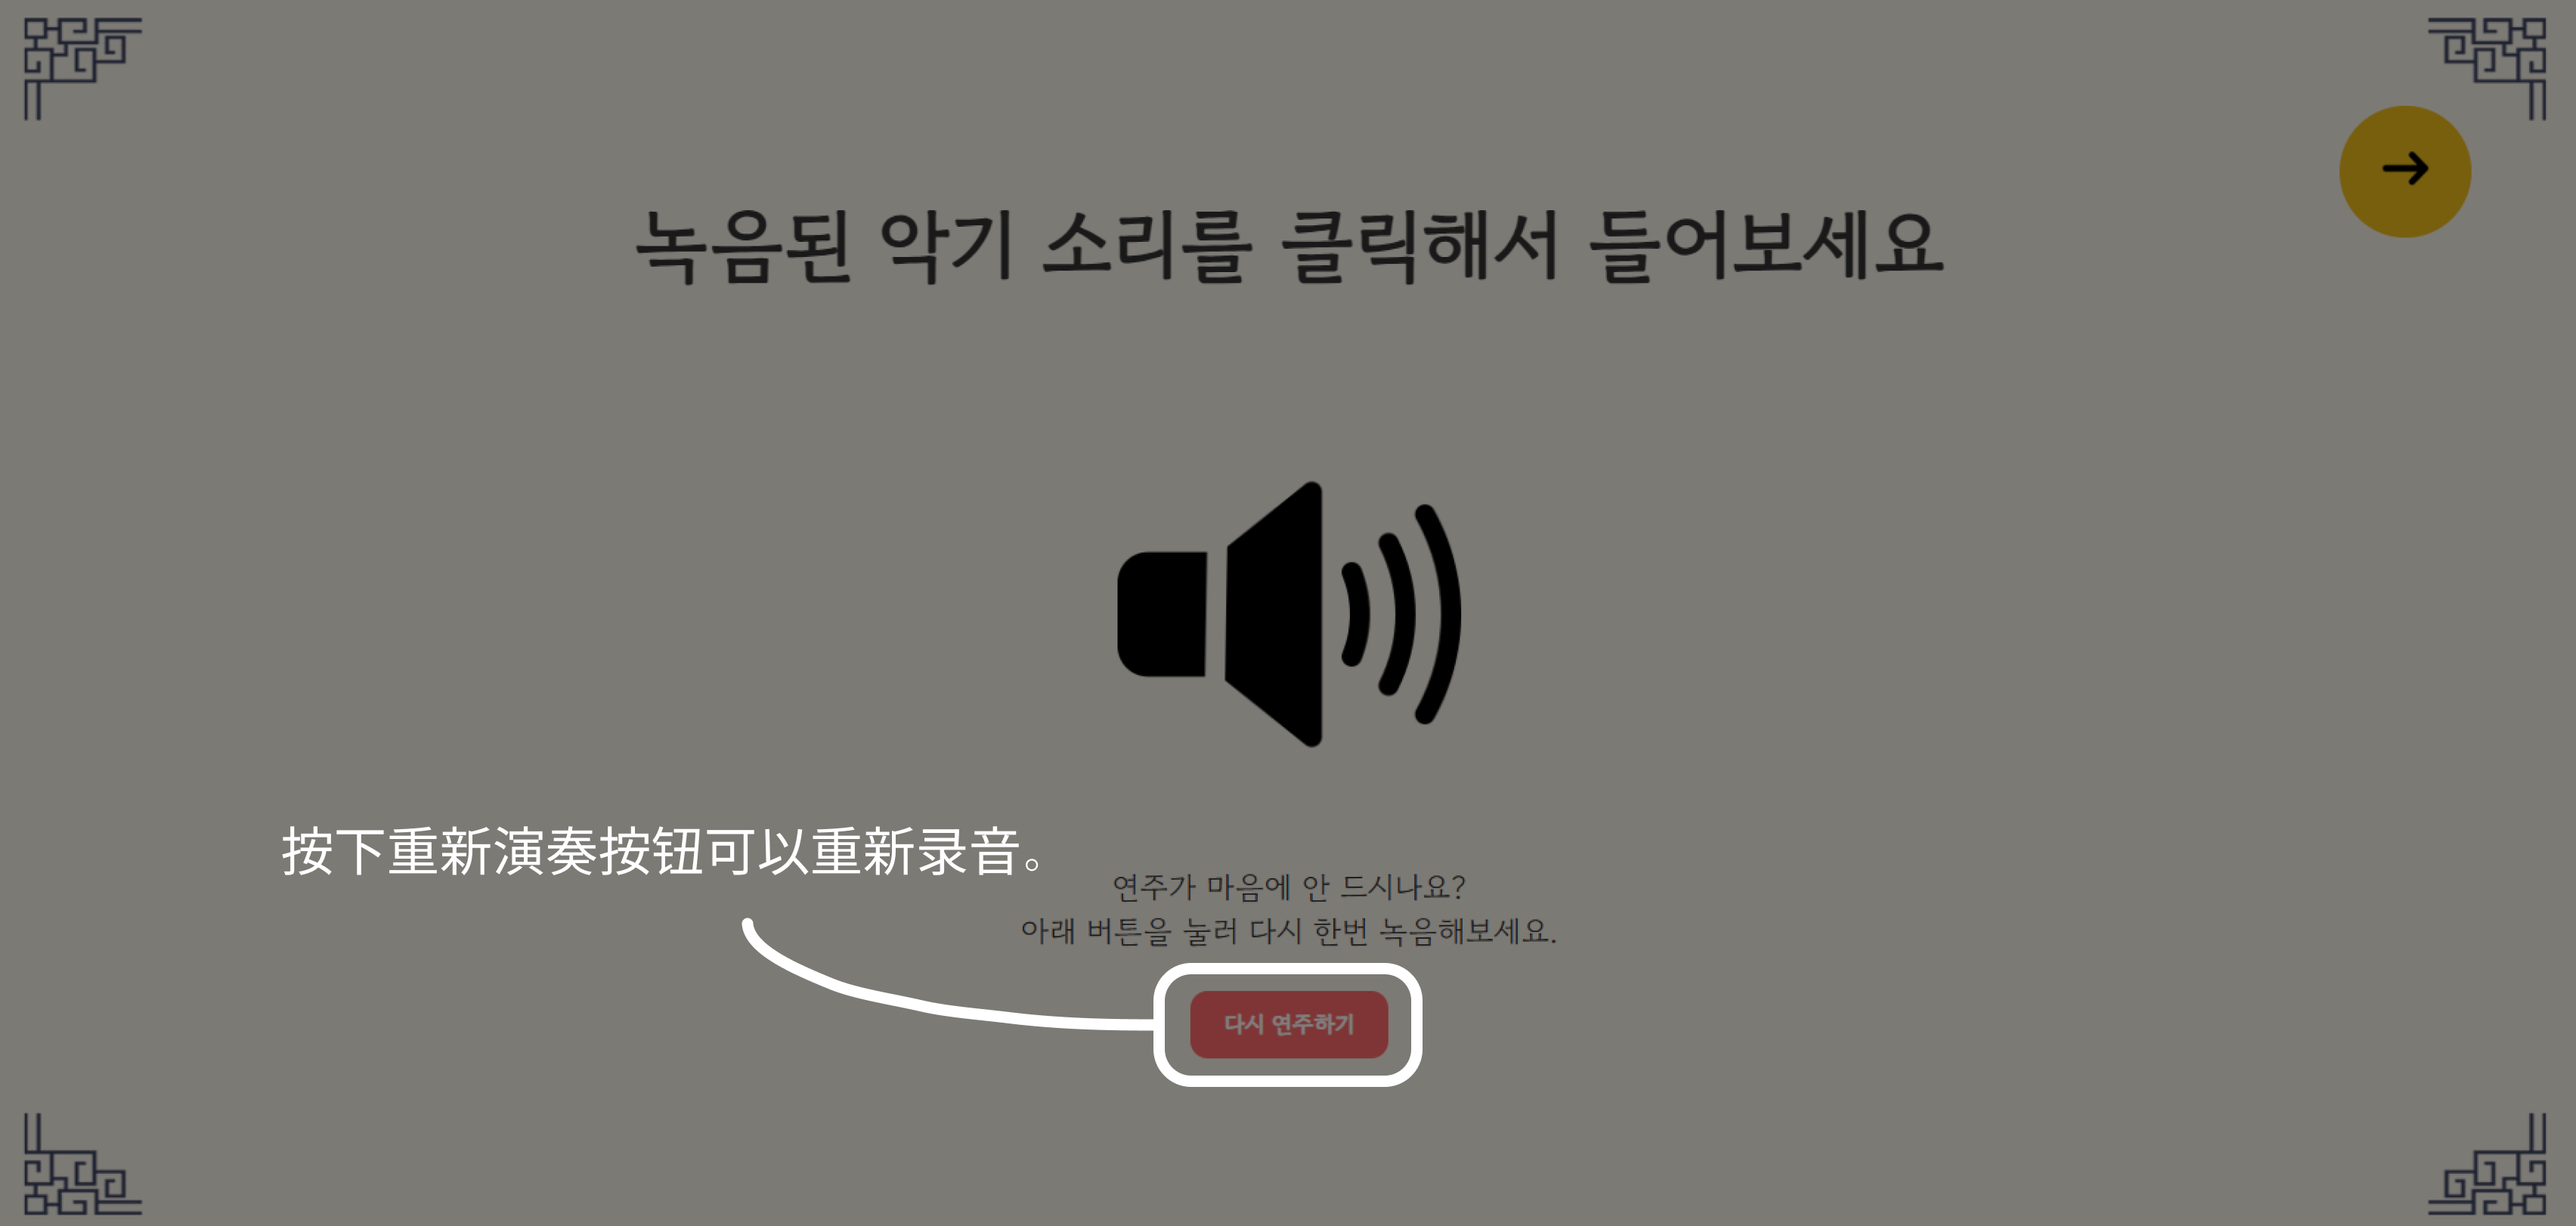 녹음된 악기 소리를 클릭해서 들어보세요
按下重新演奏按钮可以重新录音。
연주가 마음에 안 드시나요?
아래 버튼을 눌러 다시 한번 녹음해보세요.
다시 연주하기